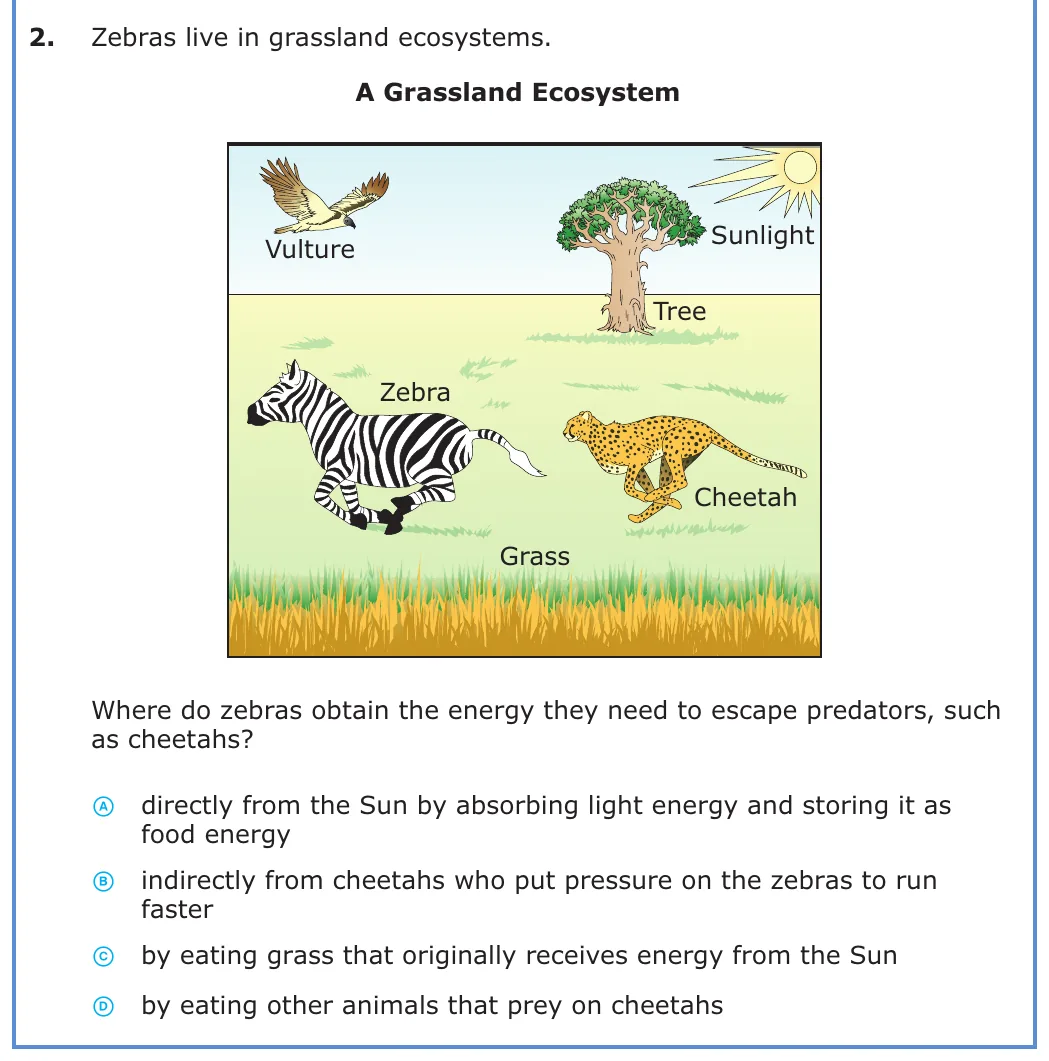 2. Zebras live in grassland ecosystems.
A Grassland Ecosystem
Vulture
Sunlight
Tree
Zebra
Cheetah
Grass
Where do zebras obtain the energy they need to escape predators, such
as cheetahs?
A directly from the Sun by absorbing light energy and storing it as
food energy
B indirectly from cheetahs who put pressure on the zebras to run
faster
C by eating grass that originally receives energy from the Sun
D by eating other animals that prey on cheetahs